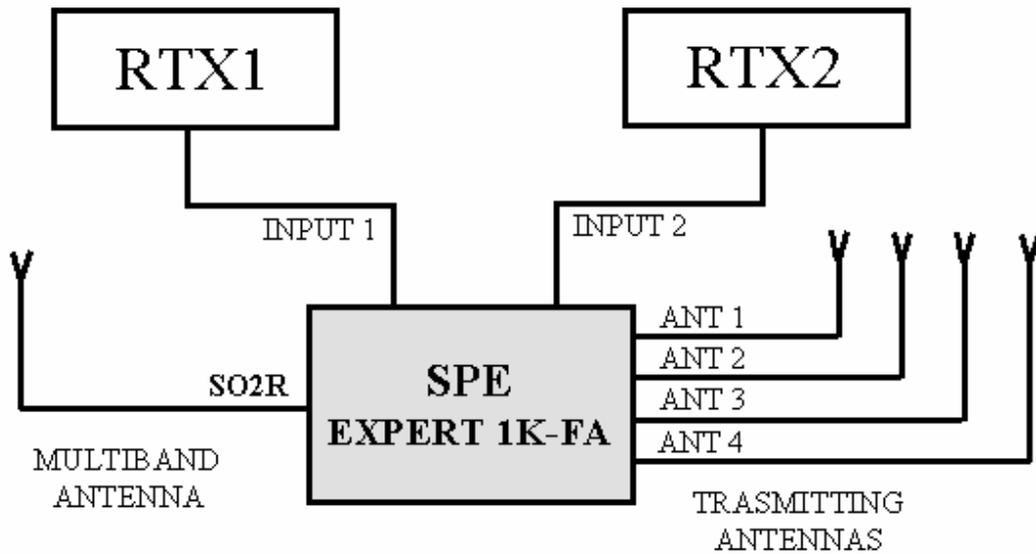 RTX1
RTX2
INPUT 1
INPUT 2
ANT 1
ANT 2
ANT 3
ANT 4
SO2R
SPE
EXPERT 1K-FA
MULTIBAND
ANTENNA
TRASMITTING
ANTENNAS